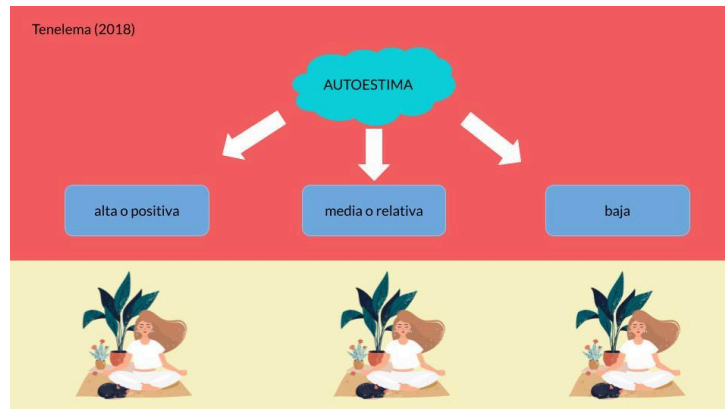 Tenelema (2018)
AUTOESTIMA
alta o positiva
media o relativa
baja